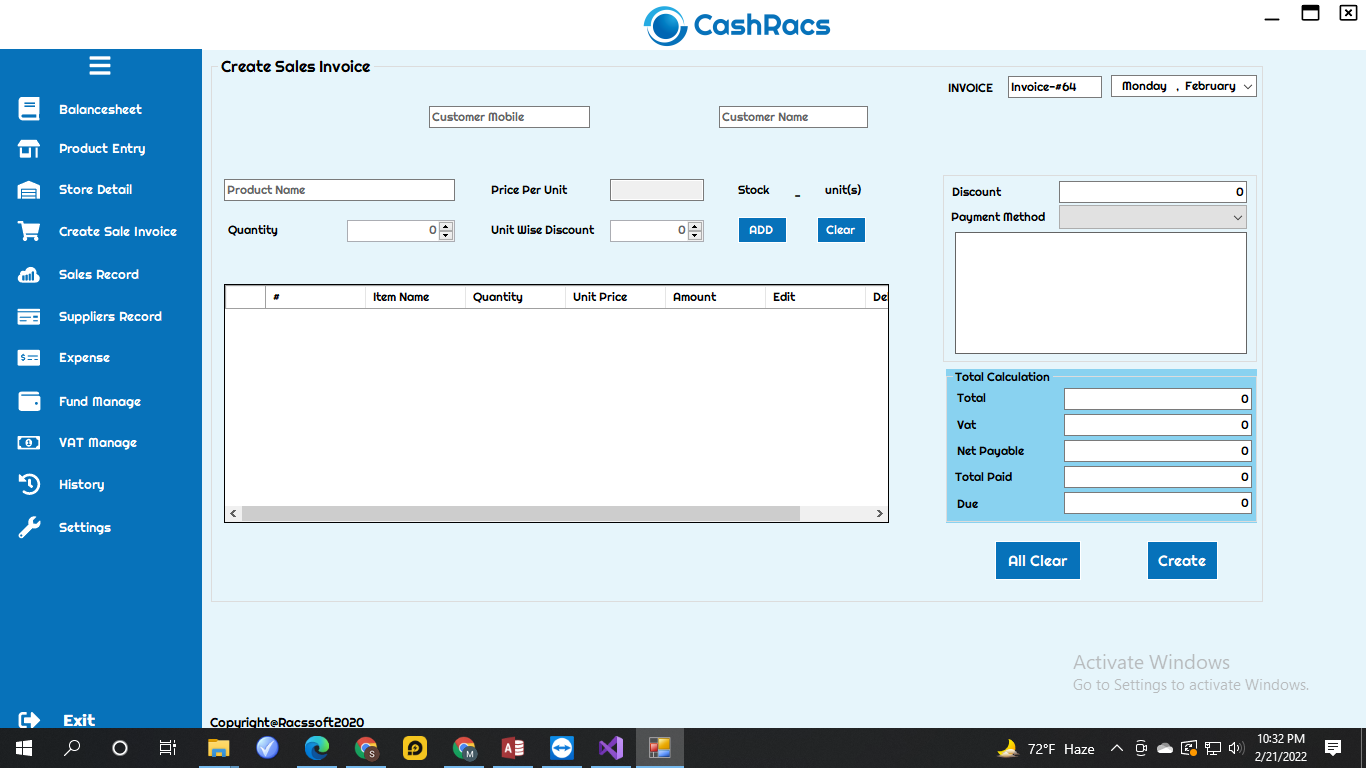 CashRacs
Create Sales Invoice
INVOICE Invoice-#64 Monday , February
Customer Mobile Customer Name
Balancesheet
Product Entry
Store Detail
Create Sale Invoice
Sales Record
Suppliers Record
Expense
Fund Manage
VAT Manage
History
Settings
Exit
Product Name Price Per Unit Stock _ unit(s)
Quantity 0 Unit Wise Discount 0 ADD Clear
# Item Name Quantity Unit Price Amount Edit De
Discount 0
Payment Method
Total Calculation
Total 0
Vat 0
Net Payable 0
Total Paid 0
Due 0
All Clear Create
Activate Windows
Go to Settings to activate Windows.
Copyright@Racssoft2020
72°F Haze
10:32 PM
2/21/2022